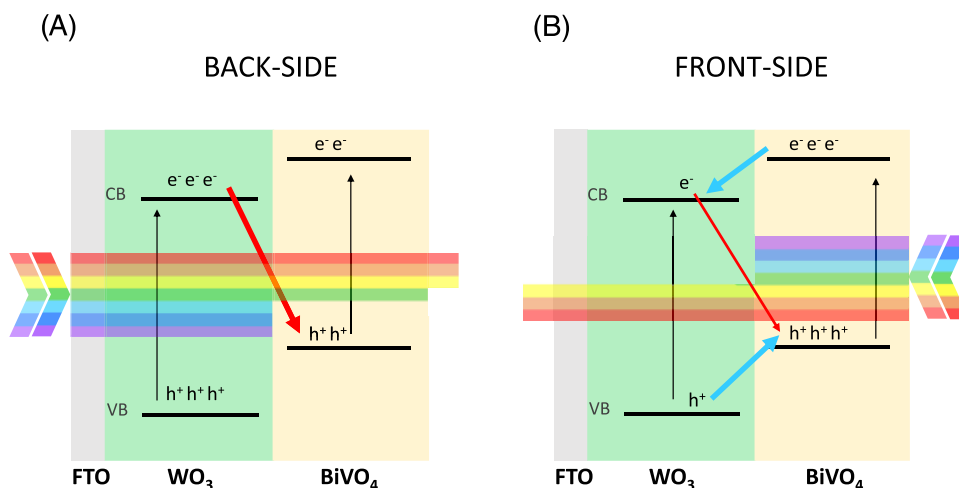 (A)
BACK-SIDE
e⁻ e⁻
e⁻ e⁻ e⁻
CB
h⁺ h⁺
h⁺ h⁺ h⁺
VB
FTO WO₃ BiVO₄
(B)
FRONT-SIDE
e⁻ e⁻ e⁻
e⁻
CB
h⁺ h⁺ h⁺
h⁺
VB
FTO WO₃ BiVO₄